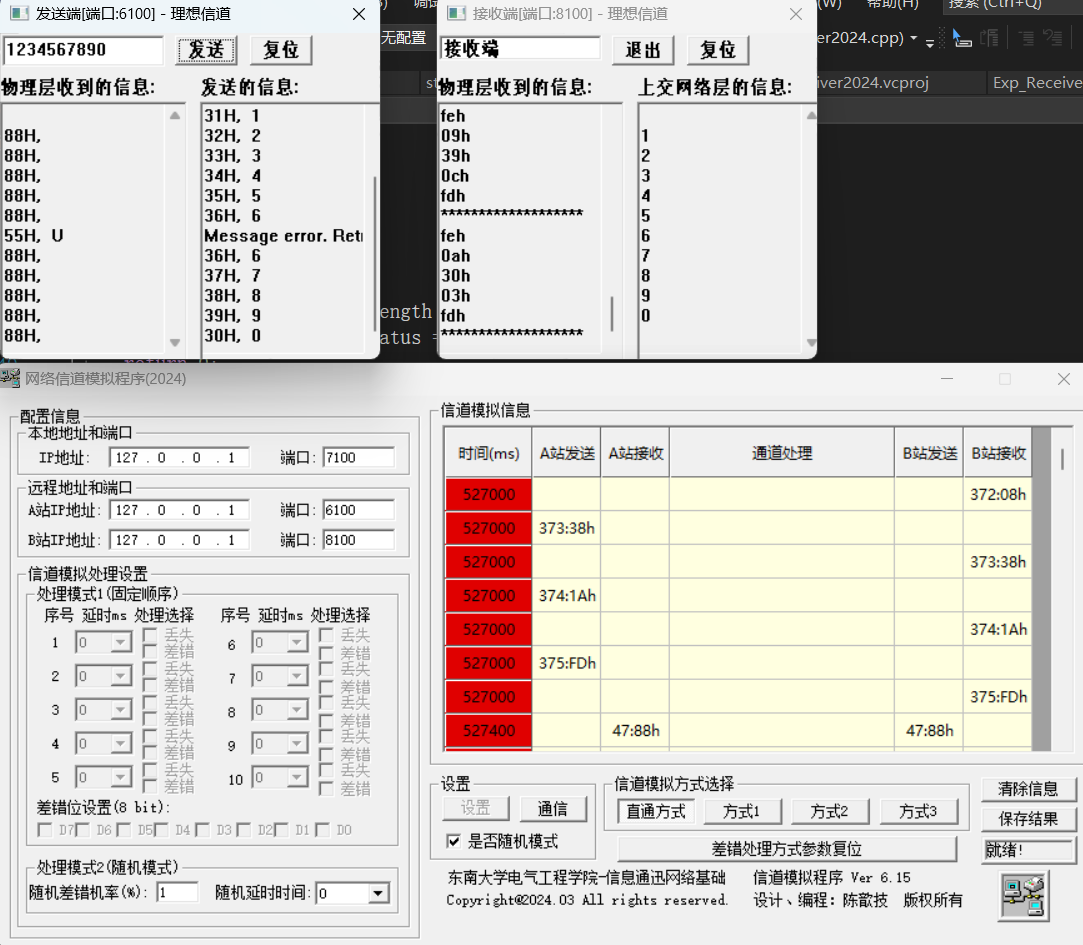 发送端[端口:6100] - 理想信道
1234567890
发送
复位
物理层收到的信息:
发送的信息:
88H,
88H,
88H,
88H,
88H,
55H, U
88H,
88H,
88H,
88H,
88H,
31H, 1
32H, 2
33H, 3
34H, 4
35H, 5
36H, 6
Message error. Ret
36H, 6
37H, 7
38H, 8
39H, 9
30H, 0
无配置
ength
atus =
接收端[端口:8100] - 理想信道
接收端
退出
复位
物理层收到的信息:
上交网络层的信息:
feh
09h
39h
0ch
fdh
*******************
feh
0ah
30h
03h
fdh
*******************
1
2
3
4
5
6
7
8
9
0
(W)
帮助(H)
搜索 (Ctrl+Q)
er2024.cpp)
iver2024.vcproj
Exp_Receive
网络信道模拟程序(2024)
配置信息
本地地址和端口
IP地址: 127 . 0 . 0 . 1 端口: 7100
远程地址和端口
A站IP地址: 127 . 0 . 0 . 1 端口: 6100
B站IP地址: 127 . 0 . 0 . 1 端口: 8100
信道模拟处理设置
处理模式1(固定顺序)
序号 延时ms 处理选择 序号 延时ms 处理选择
1 0 丢失 差错 6 0 丢失 差错
2 0 丢失 差错 7 0 丢失 差错
3 0 丢失 差错 8 0 丢失 差错
4 0 丢失 差错 9 0 丢失 差错
5 0 丢失 差错 10 0 丢失 差错
差错位设置(8 bit):
D7 D6 D5 D4 D3 D2 D1 D0
处理模式2(随机模式)
随机差错机率(%): 1 随机延时时间: 0
信道模拟信息
时间(ms) A站发送 A站接收 通道处理 B站发送 B站接收
527000 372:08h
527000 373:38h
527000 373:38h
527000 374:1Ah
527000 374:1Ah
527000 375:FDh
527000 375:FDh
527400 47:88h 47:88h
设置
设置 通信
是否随机模式
信道模拟方式选择
直通方式 方式1 方式2 方式3
差错处理方式参数复位
清除信息
保存结果
就绪!
东南大学电气工程学院-信息通迅网络基础 信道模拟程序 Ver 6.15
Copyright@2024.03 All rights reserved. 设计、编程: 陈歆技 版权所有